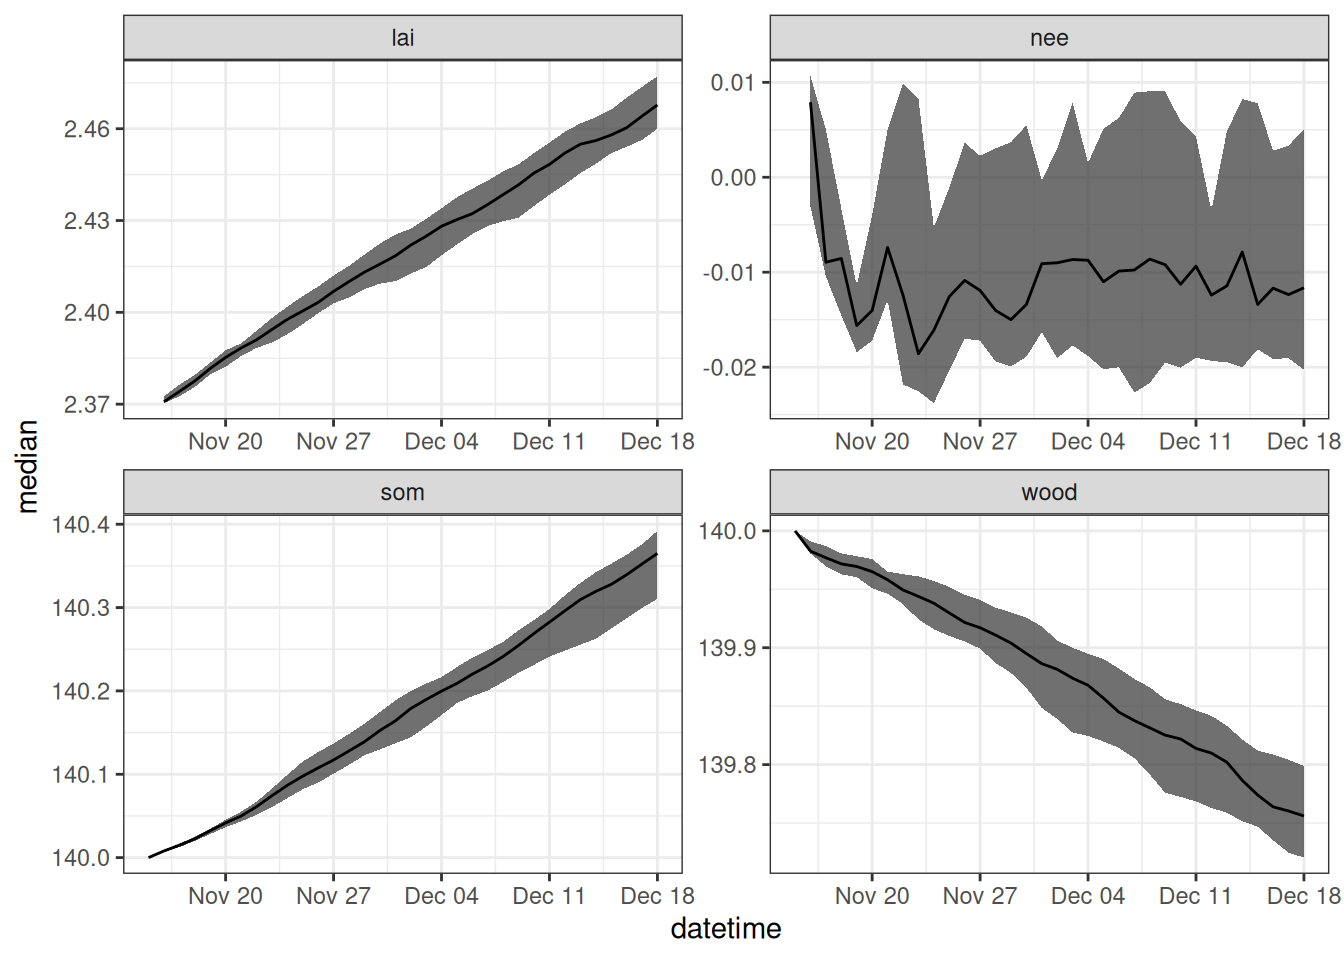 lai
nee
2.46
2.43
2.40
2.37
0.01
0.00
-0.01
-0.02
Nov 20 Nov 27 Dec 04 Dec 11 Dec 18
Nov 20 Nov 27 Dec 04 Dec 11 Dec 18
median
som
wood
140.4
140.3
140.2
140.1
140.0
140.0
139.9
139.8
Nov 20 Nov 27 Dec 04 Dec 11 Dec 18
Nov 20 Nov 27 Dec 04 Dec 11 Dec 18
datetime